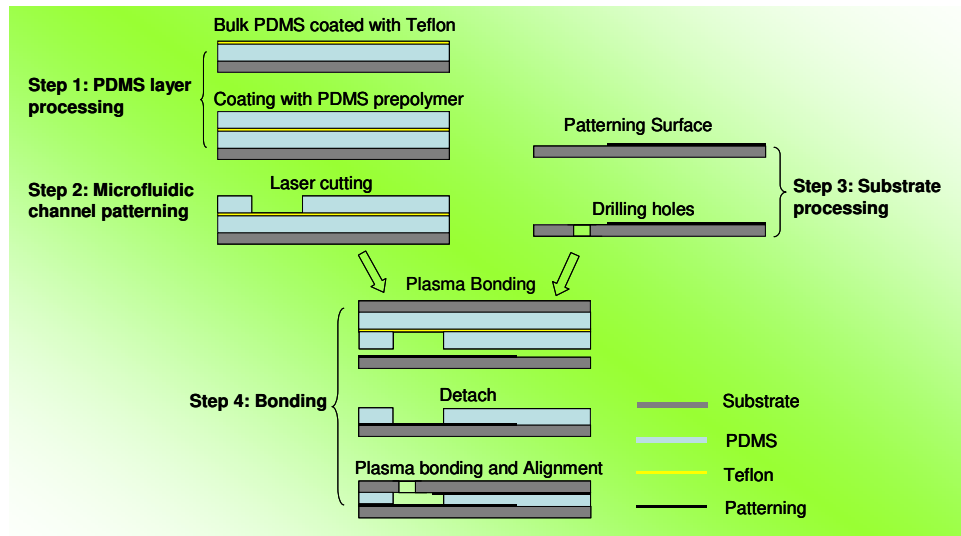 Bulk PDMS coated with Teflon
Step 1: PDMS layer
processing
Coating with PDMS prepolymer
Step 2: Microfluidic
channel patterning
Laser cutting
Patterning Surface
Drilling holes
Step 3: Substrate
processing
Plasma Bonding
Step 4: Bonding
Detach
Plasma bonding and Alignment
Substrate
PDMS
Teflon
Patterning